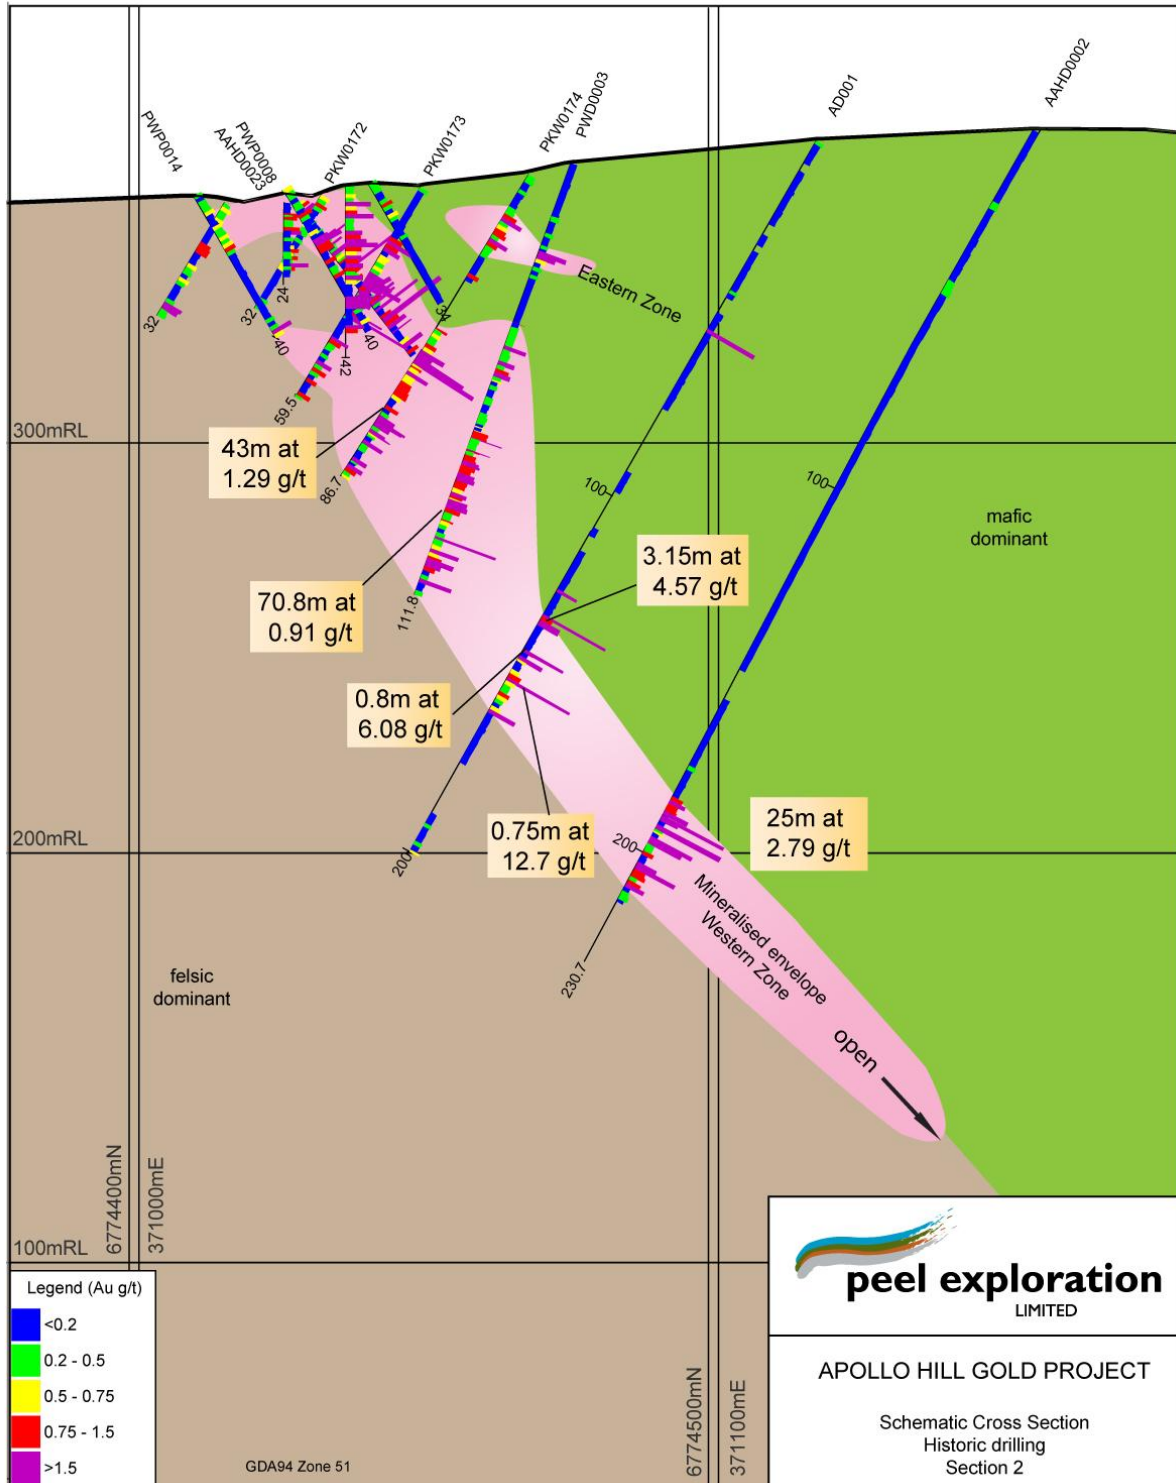 PWP0014
AAHD0023
PWP0008
PKW0172
PKW0173
PKW0174
PWD0003
AD001
AAHD0002
Eastern Zone
32
32
24
40
42
40
34
59.5
300mRL
43m at
1.29 g/t
86.7
100
100
mafic
dominant
3.15m at
4.57 g/t
70.8m at
0.91 g/t
111.8
0.8m at
6.08 g/t
0.75m at
12.7 g/t
25m at
2.79 g/t
200mRL
200
200
Mineralised envelope
Western Zone
230.7
felsic
dominant
open
6774400mN
371000mE
100mRL
6774500mN
371100mE
Legend (Au g/t)
<0.2
0.2 - 0.5
0.5 - 0.75
0.75 - 1.5
>1.5
GDA94 Zone 51
peel exploration
LIMITED
APOLLO HILL GOLD PROJECT
Schematic Cross Section
Historic drilling
Section 2